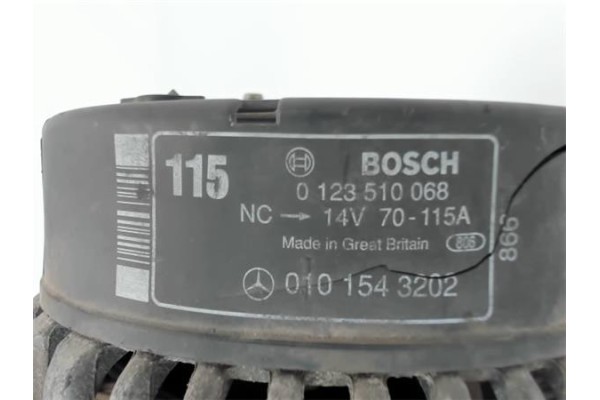 115
BOSCH
0 123 510 068
NC → 14V 70-115A
Made in Great Britain 806
010 154 3202
866